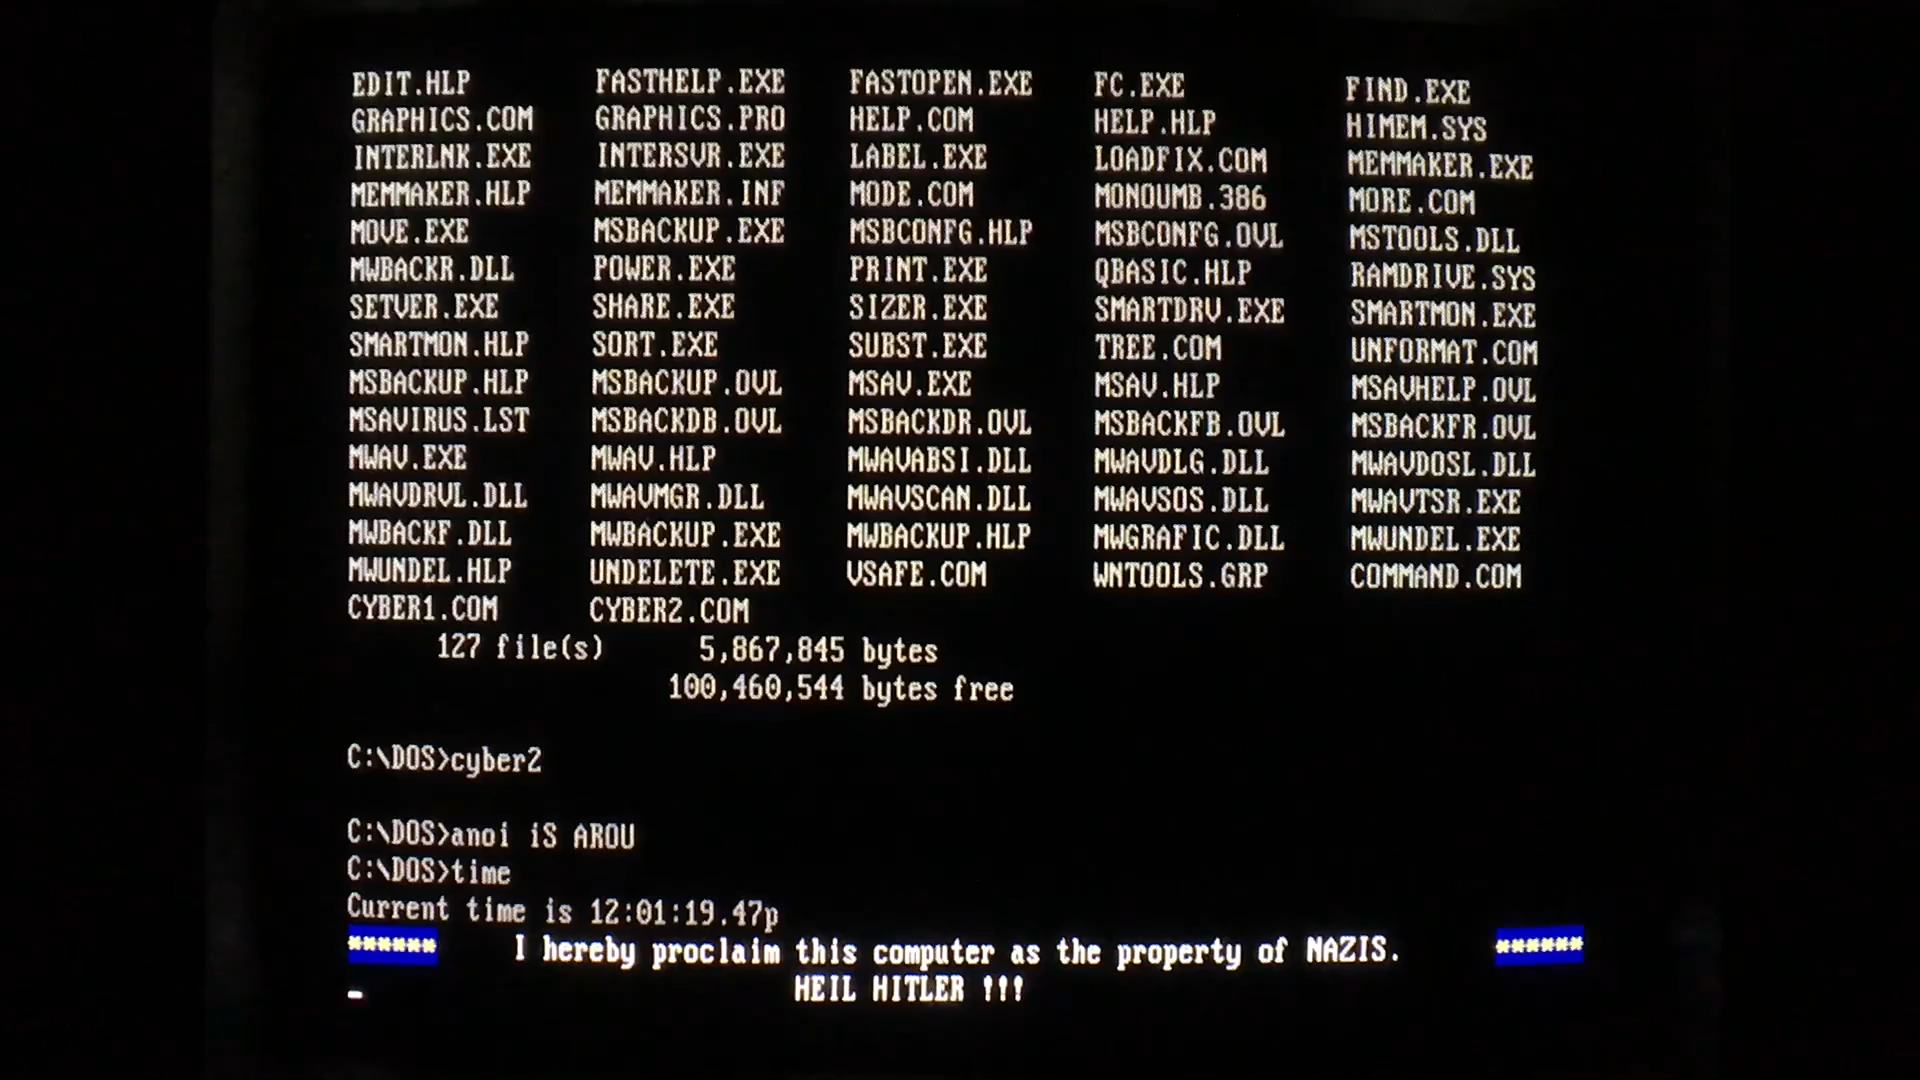 EDIT.HLP FASTHELP.EXE FASTOPEN.EXE FC.EXE FIND.EXE
GRAPHICS.COM GRAPHICS.PRO HELP.COM HELP.HLP HIMEM.SYS
INTERLNK.EXE INTERSVR.EXE LABEL.EXE LOADFIX.COM MEMMAKER.EXE
MEMMAKER.HLP MEMMAKER.INF MODE.COM MONOUMB.386 MORE.COM
MOVE.EXE MSBACKUP.EXE MSBCONFG.HLP MSBCONFG.OVL MSTOOLS.DLL
MWBACKR.DLL POWER.EXE PRINT.EXE QBASIC.HLP RAMDRIVE.SYS
SETVER.EXE SHARE.EXE SIZER.EXE SMARTDRV.EXE SMARTMON.EXE
SMARTMON.HLP SORT.EXE SUBST.EXE TREE.COM UNFORMAT.COM
MSBACKUP.HLP MSBACKUP.OVL MSAV.EXE MSAV.HLP MSAVHELP.OVL
MSAVIRUS.LST MSBACKDB.OVL MSBACKDR.OVL MSBACKFB.OVL MSBACKFR.OVL
MWAV.EXE MWAV.HLP MWAVABSI.DLL MWAVDLG.DLL MWAVDOSL.DLL
MWAVDRVL.DLL MWAVMGR.DLL MWAVSCAN.DLL MWAVSOS.DLL MWAVTSR.EXE
MWBACKF.DLL MWBACKUP.EXE MWBACKUP.HLP MWGRAFIC.DLL MWUNDEL.EXE
MWUNDEL.HLP UNDELETE.EXE VSAFE.COM WNTOOLS.GRP COMMAND.COM
CYBER1.COM CYBER2.COM
127 file(s) 5,867,845 bytes
100,460,544 bytes free
C:\DOS>cyber2
C:\DOS>anoi iS AROU
C:\DOS>time
Current time is 12:01:19.47p
****** I hereby proclaim this computer as the property of NAZIS. ******
HEIL HITLER !!!